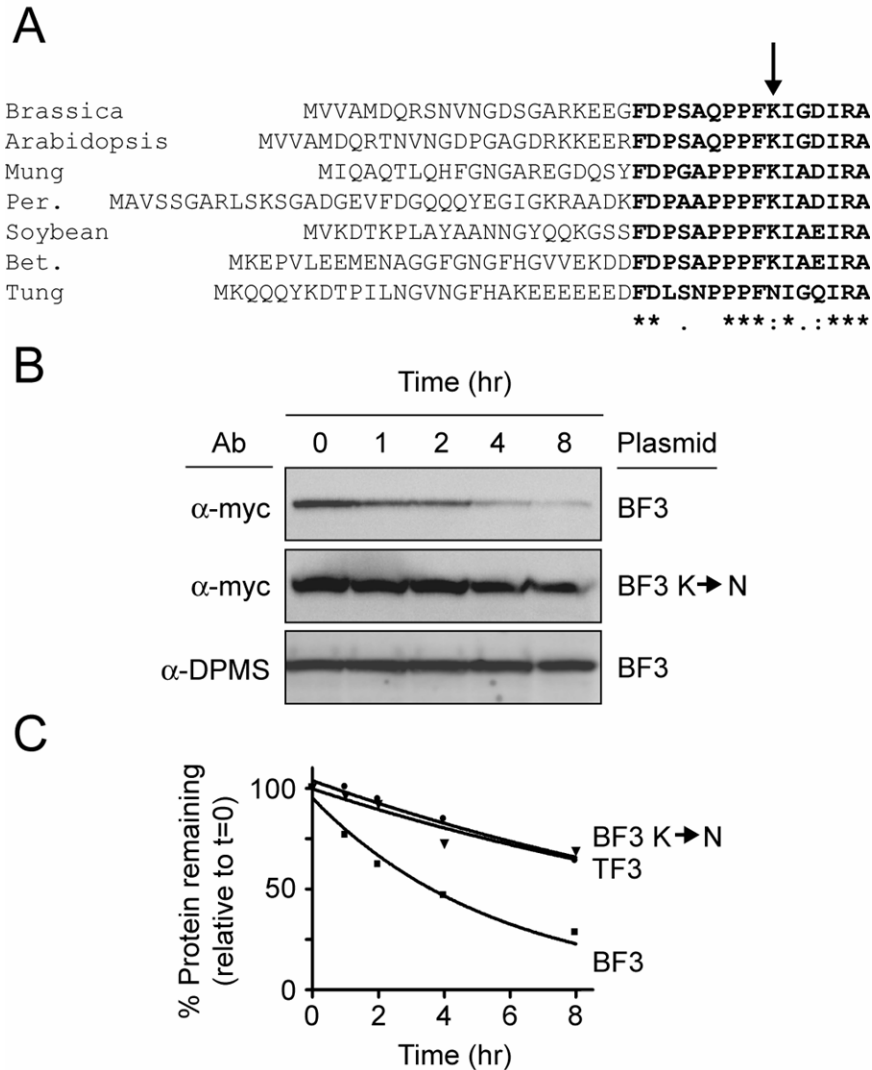 A
Brassica MVVAMDQRSNVNGDSGARKEEGFDPSAQPPFKIGDIRA
Arabidopsis MVVAMDQRTNVNGDPGAGDRKKEERFDPSAQPPFKIGDIRA
Mung MIQAQTLQHFGNGAREGDQSYFDPGAPPPFKIADIRA
Per. MAVSSGARLSKSGADGEVFDGQQQYEGIGKRAADKFDPAAPPPFKIADIRA
Soybean MVKDTKPLAYAANNGYQQKGSSFDPSAPPPFKIAEIRA
Bet. MKEPVLEEMENAGGFGNGFHGVVEKDDFDPSAPPPFKIAEIRA
Tung MKQQQYKDTPILNGVNGFHAKEEEEEEDFDLSNPPPFNIGQIRA
** . ***:*.:***
B
Time (hr)
Ab 0 1 2 4 8 Plasmid
α-myc BF3
α-myc BF3 K➔N
α-DPMS BF3
C
% Protein remaining
(relative to t=0)
100
50
0
BF3 K➔N
TF3
BF3
0 2 4 6 8
Time (hr)